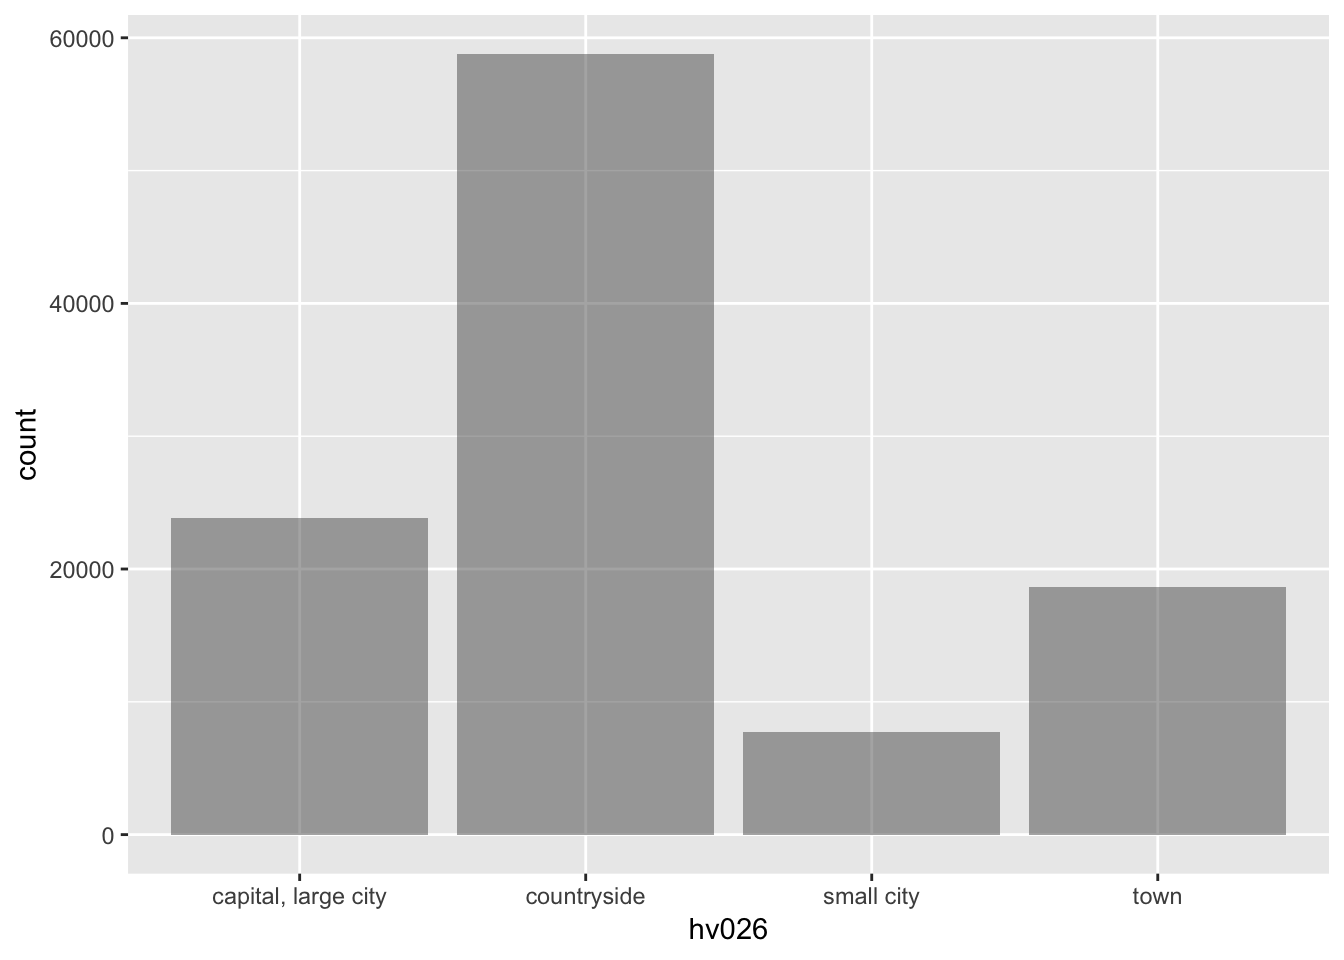 60000
40000
20000
0
count
capital, large city
countryside
small city
town
hv026